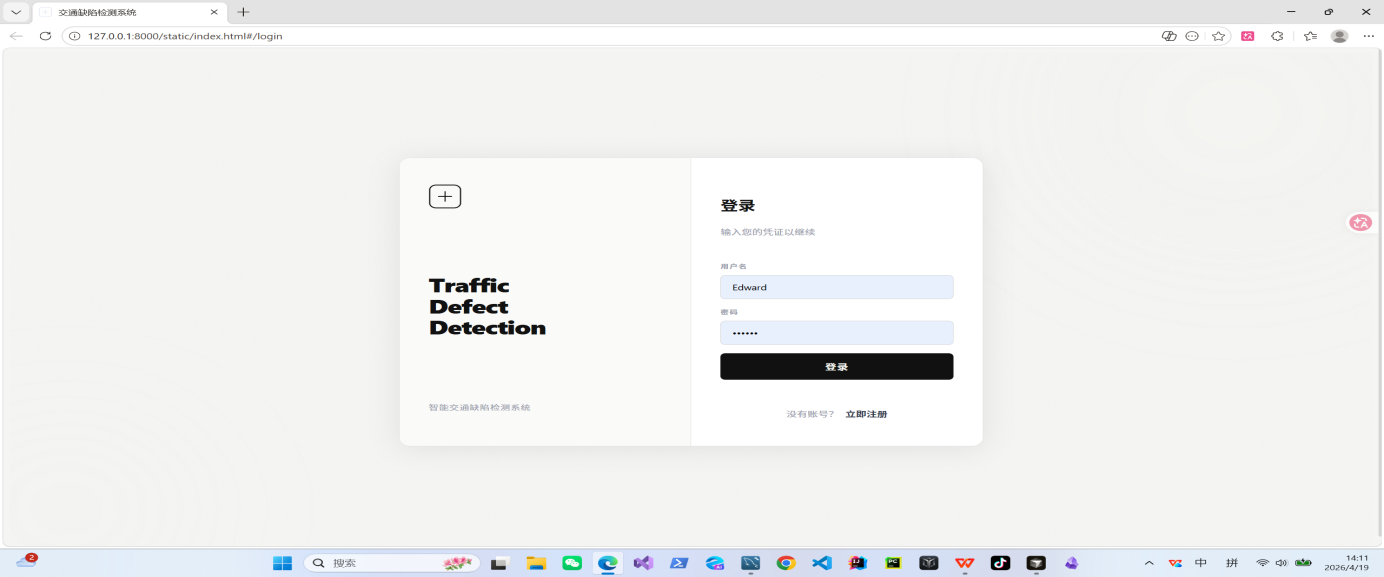 交通缺陷检测系统
127.0.0.1:8000/static/index.html#/login
Traffic
Defect
Detection
智能交通缺陷检测系统
登录
输入您的凭证以继续
用户名
Edward
密码
••••••
登录
没有账号? 立即注册
2
搜索
中
拼
14:11
2026/4/19